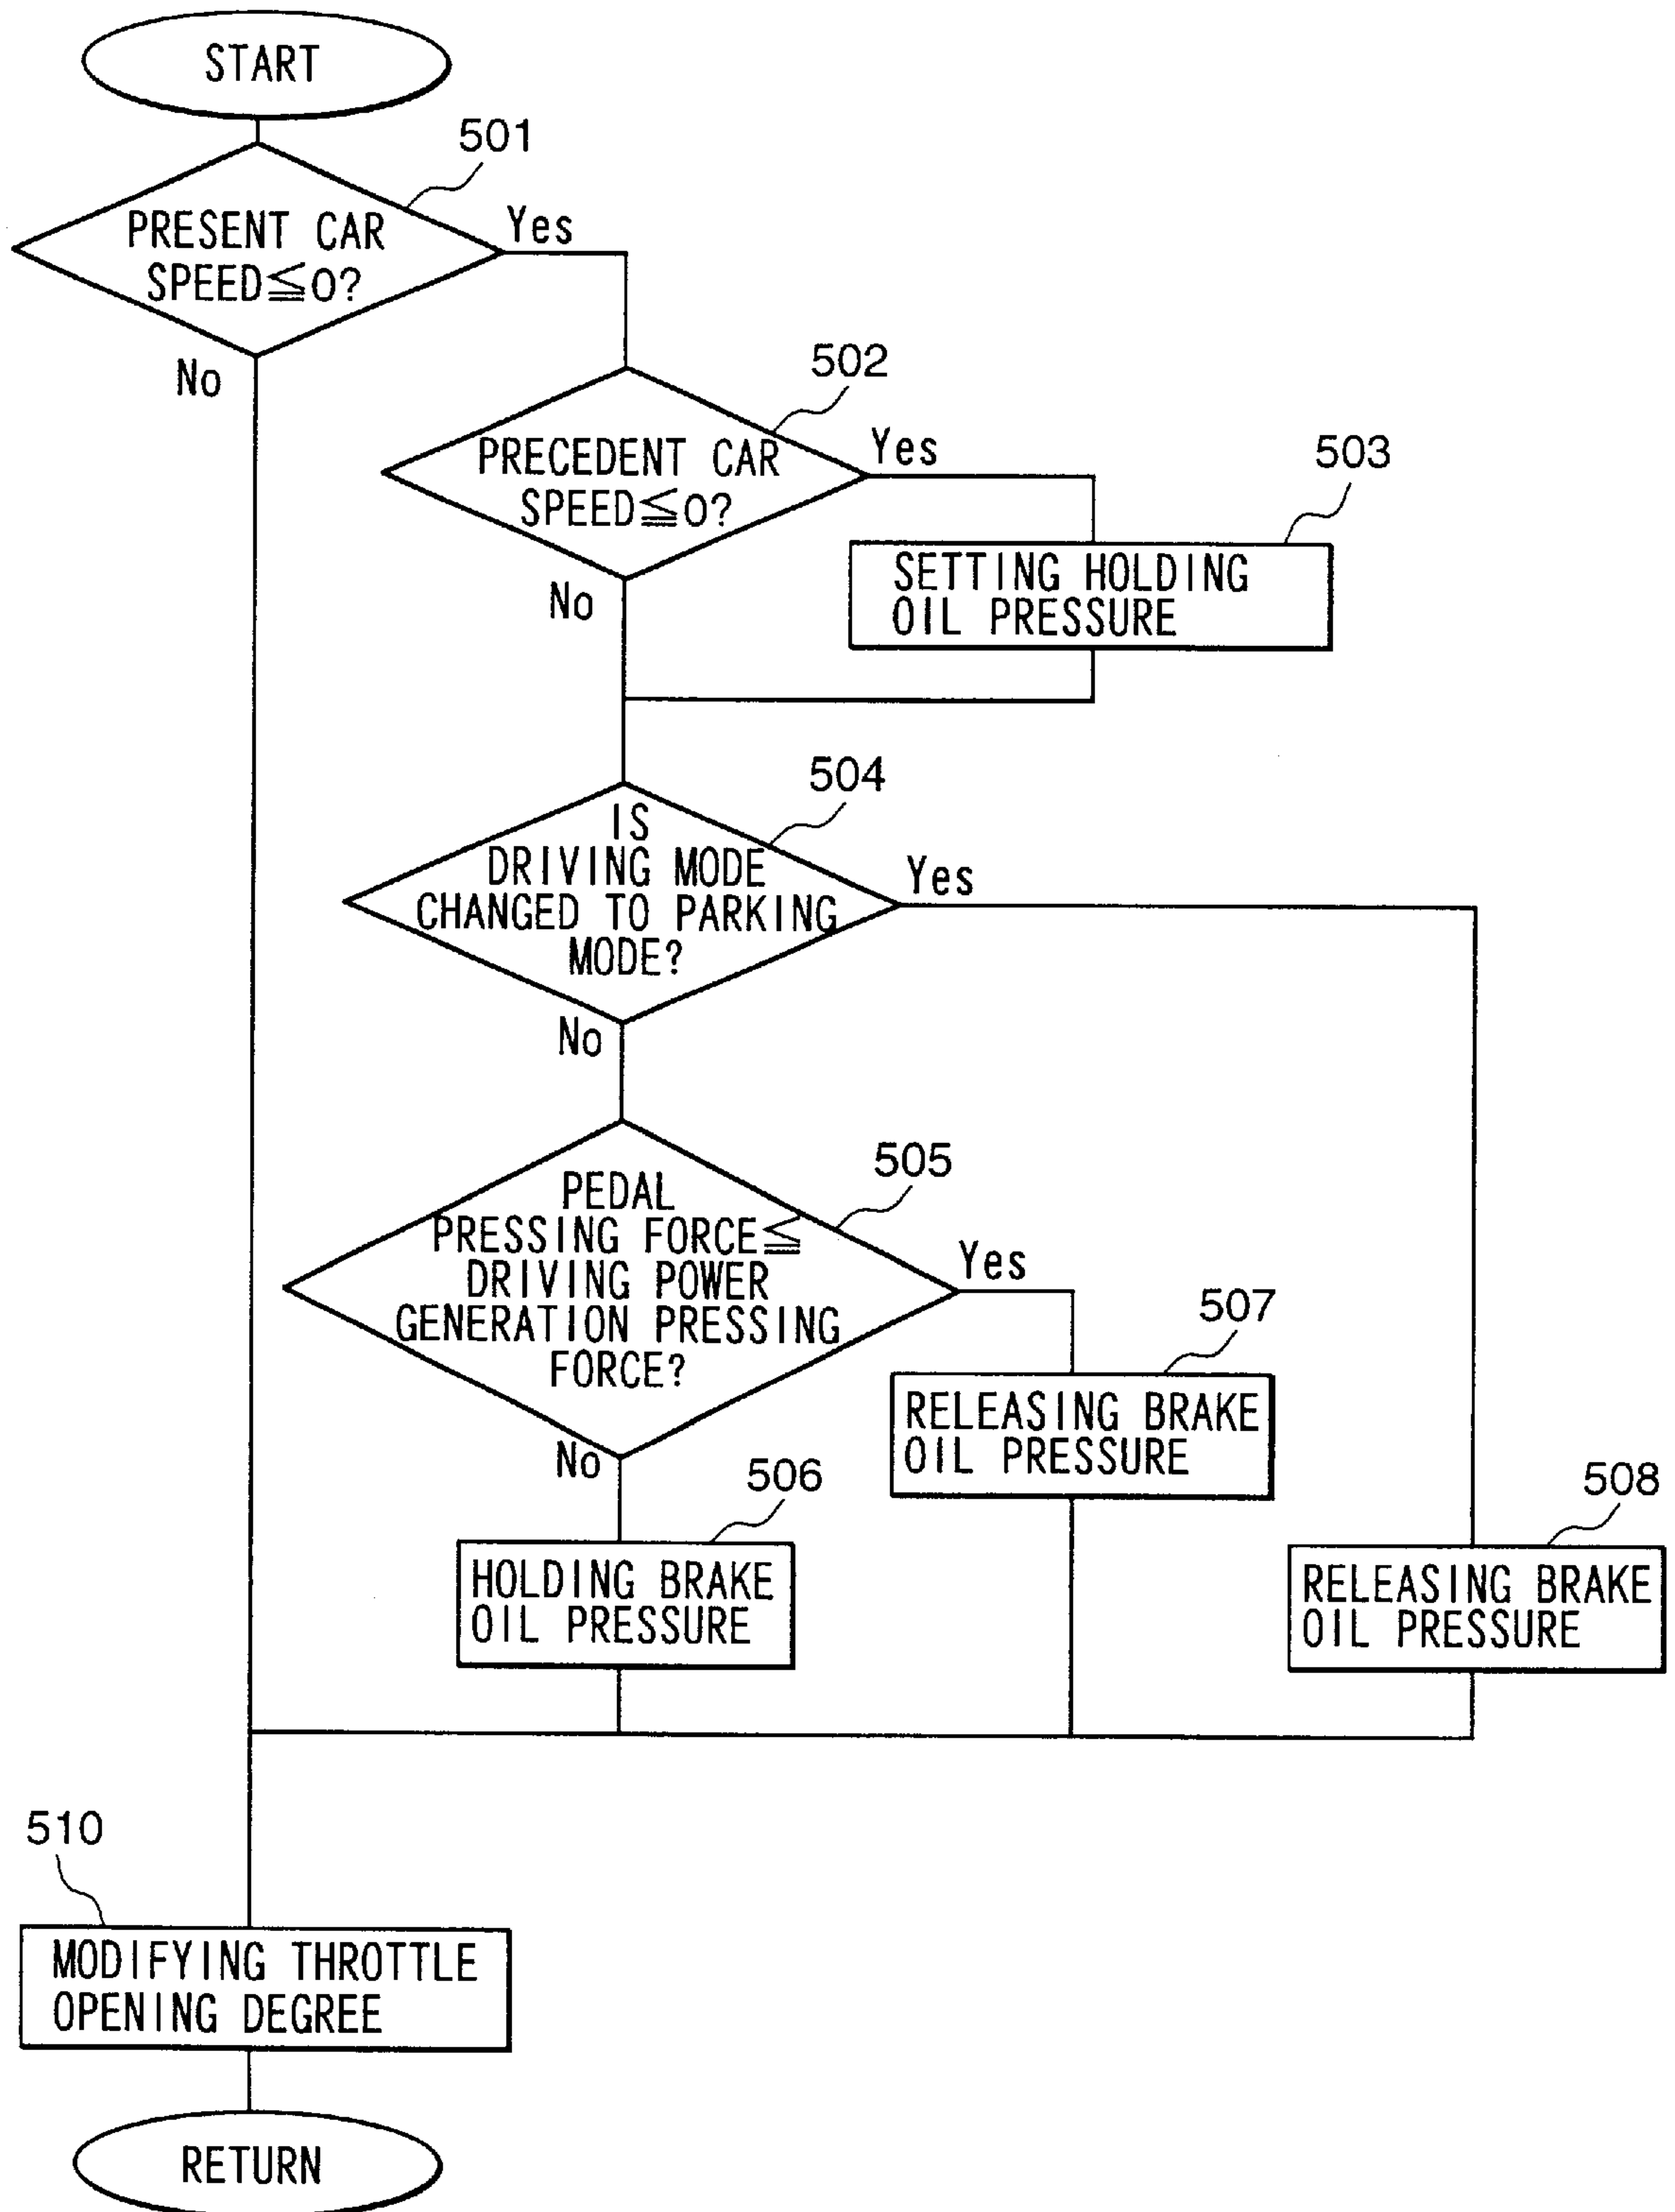 START
501
PRESENT CAR
SPEED≦0?
Yes
No
502
PRECEDENT CAR
SPEED≦0?
Yes
No
503
SETTING HOLDING
OIL PRESSURE
504
IS
DRIVING MODE
CHANGED TO PARKING
MODE?
Yes
No
505
PEDAL
PRESSING FORCE≦
DRIVING POWER
GENERATION PRESSING
FORCE?
Yes
No
507
RELEASING BRAKE
OIL PRESSURE
506
HOLDING BRAKE
OIL PRESSURE
508
RELEASING BRAKE
OIL PRESSURE
510
MODIFYING THROTTLE
OPENING DEGREE
RETURN